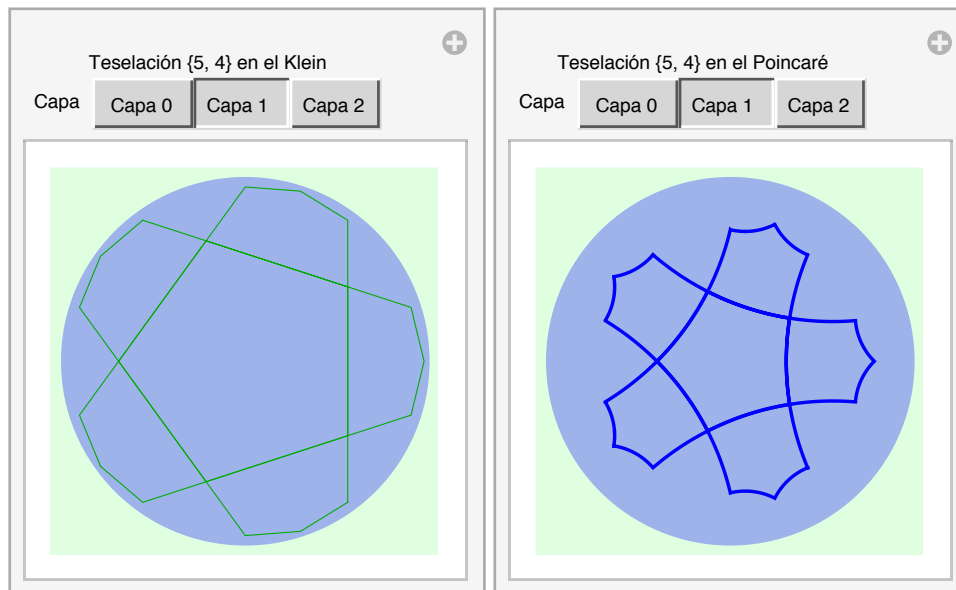 Teselación {5, 4} en el Klein
Capa Capa 0 Capa 1 Capa 2
Teselación {5, 4} en el Poincaré
Capa Capa 0 Capa 1 Capa 2